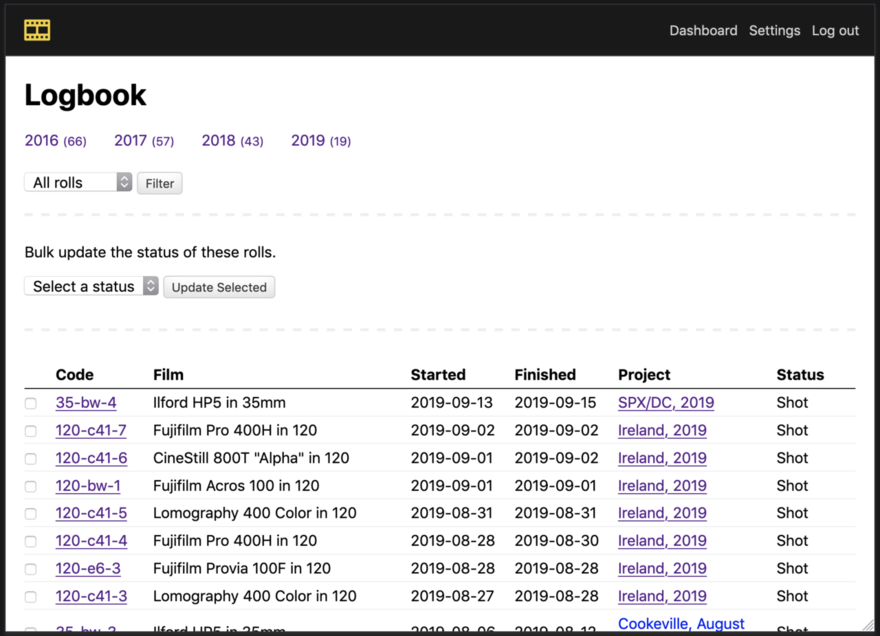 Dashboard Settings Log out
Logbook
2016 (66) 2017 (57) 2018 (43) 2019 (19)
All rolls Filter
Bulk update the status of these rolls.
Select a status Update Selected
Code Film Started Finished Project Status
35-bw-4 Ilford HP5 in 35mm 2019-09-13 2019-09-15 SPX/DC, 2019 Shot
120-c41-7 Fujifilm Pro 400H in 120 2019-09-02 2019-09-02 Ireland, 2019 Shot
120-c41-6 CineStill 800T "Alpha" in 120 2019-09-01 2019-09-02 Ireland, 2019 Shot
120-bw-1 Fujifilm Acros 100 in 120 2019-09-01 2019-09-01 Ireland, 2019 Shot
120-c41-5 Lomography 400 Color in 120 2019-08-31 2019-08-31 Ireland, 2019 Shot
120-c41-4 Fujifilm Pro 400H in 120 2019-08-28 2019-08-30 Ireland, 2019 Shot
120-e6-3 Fujifilm Provia 100F in 120 2019-08-28 2019-08-28 Ireland, 2019 Shot
120-c41-3 Lomography 400 Color in 120 2019-08-27 2019-08-28 Ireland, 2019 Shot
Ilford HP5 in 35mm Cookeville, August Shot